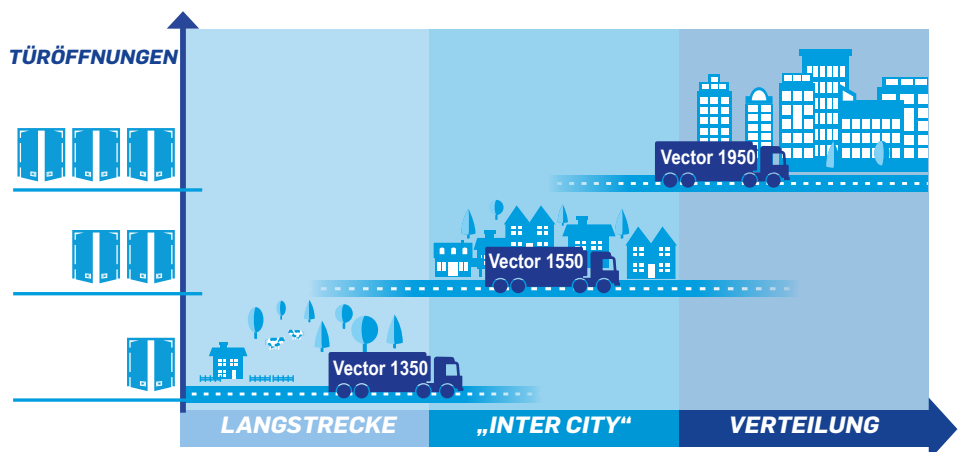 TÜRÖFFNUNGEN
Vector 1950
Vector 1550
Vector 1350
LANGSTRECKE
„INTER CITY“
VERTEILUNG